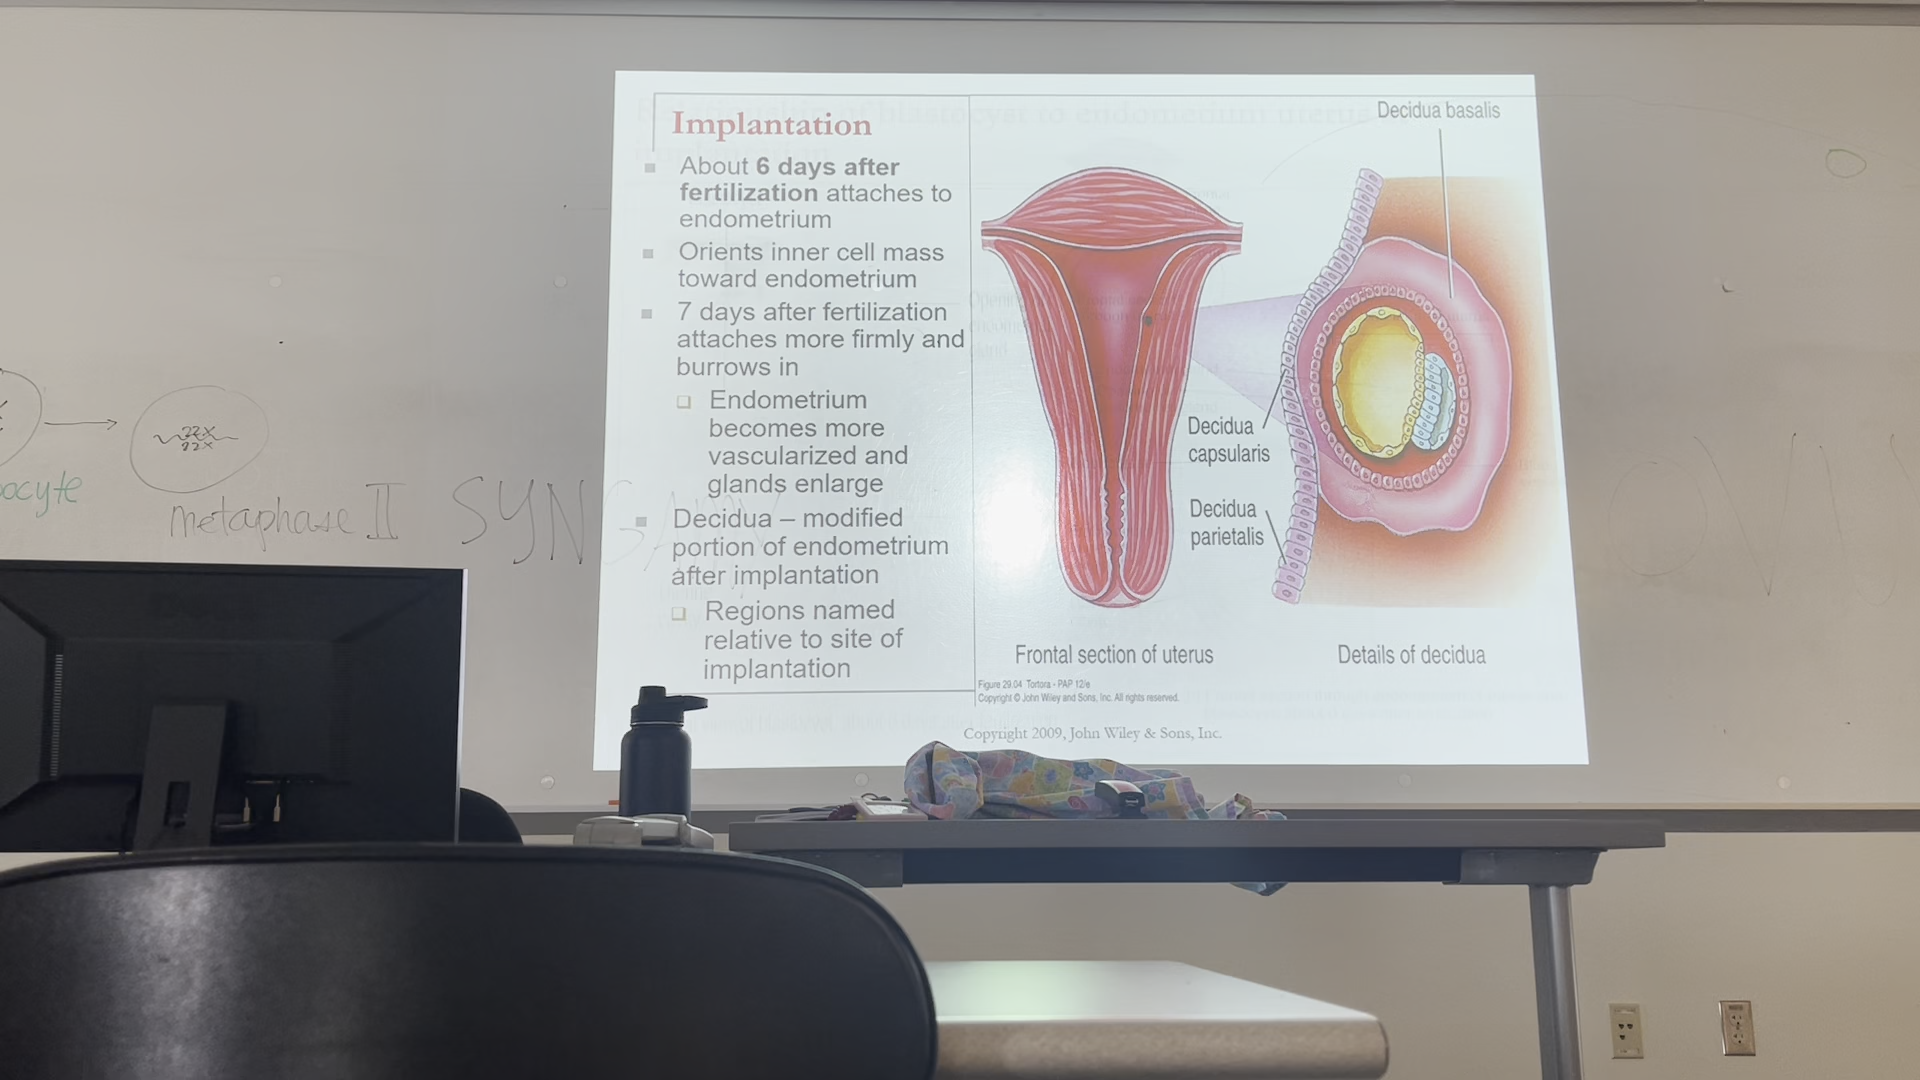 Implantation
About 6 days after
fertilization attaches to
endometrium
Orients inner cell mass
toward endometrium
7 days after fertilization
attaches more firmly and
burrows in
Endometrium
becomes more
vascularized and
glands enlarge
Decidua – modified
portion of endometrium
after implantation
Regions named
relative to site of
implantation
Decidua basalis
Decidua
capsularis
Decidua
parietalis
Frontal section of uterus
Details of decidua
Figure 29.04 Tortora - PAP 12/e
Copyright © John Wiley and Sons, Inc. All rights reserved.
Copyright 2009, John Wiley & Sons, Inc.
22X
22X
ocyte
metaphase II
SYNGAMY